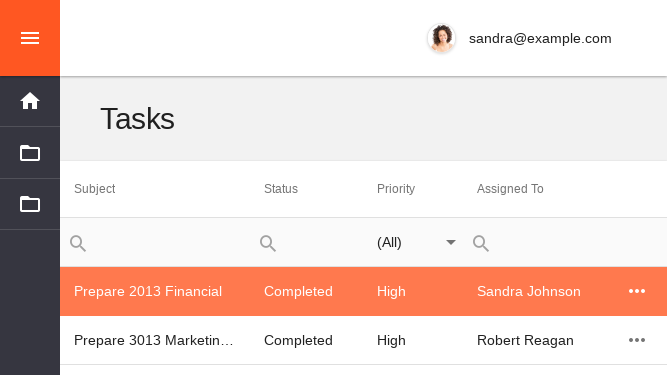 sandra@example.com
Tasks
Subject Status Priority Assigned To
(All)
Prepare 2013 Financial Completed High Sandra Johnson
Prepare 3013 Marketin… Completed High Robert Reagan